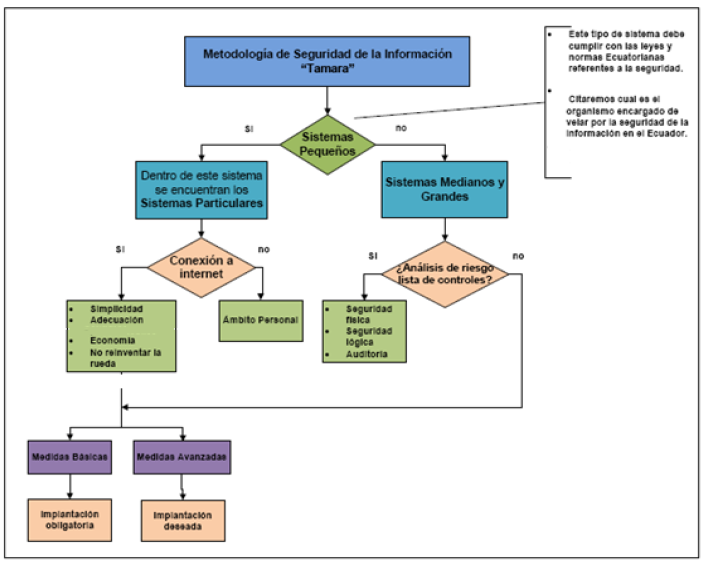 Metodología de Seguridad de la Información
“Tamara”
• Este tipo de sistema debe
cumplir con las leyes y
normas Ecuatorianas
referentes a la seguridad.
•
Citaremos cual es el
organismo encargado de
velar por la seguridad de la
información en el Ecuador.
SI
no
Sistemas
Pequeños
Dentro de este sistema
se encuentran los
Sistemas Particulares
Sistemas Medianos y
Grandes
SI
no
Conexión a
internet
SI
no
¿Análisis de riesgo
lista de controles?
• Simplicidad
• Adecuación
• Economía
• No reinventar la
rueda
Ámbito Personal
• Seguridad
física
• Seguridad
lógica
• Auditoría
Medidas Básicas
Medidas Avanzadas
Implantación
obligatoria
Implantación
deseada